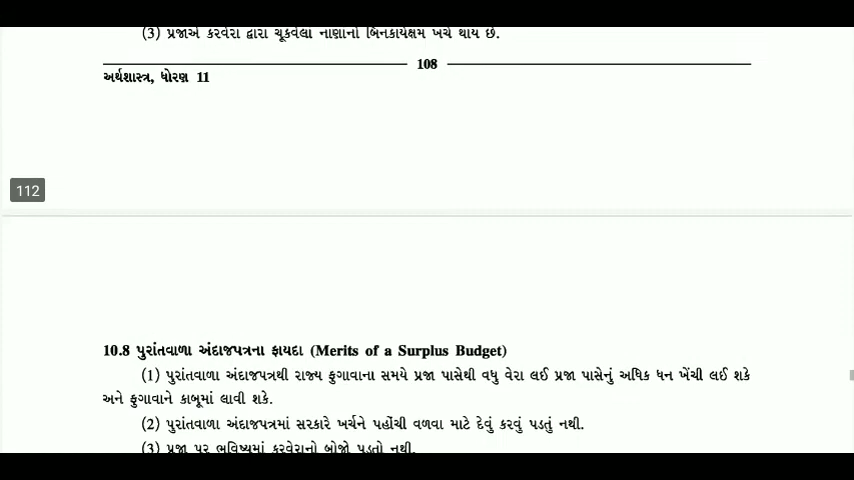 (3) પ્રજાએ કરવેરા દ્વારા ચૂકવેલા નાણાંનો બિનકાર્યક્ષમ ખર્ચ થાય છે.
108
અર્થશાસ્ત્ર, ધોરણ 11
112
10.8 પુરાંતવાળા અંદાજપત્રના ફાયદા (Merits of a Surplus Budget)
(1) પુરાંતવાળા અંદાજપત્રથી રાજ્ય ફુગાવાના સમયે પ્રજા પાસેથી વધુ વેરા લઈ પ્રજા પાસેનું અધિક ધન ખેંચી લઈ શકે
અને ફુગાવાને કાબૂમાં લાવી શકે.
(2) પુરાંતવાળા અંદાજપત્રમાં સરકારે ખર્ચને પહોંચી વળવા માટે દેવું કરવું પડતું નથી.
(3) પ્રજા પર ભવિષ્યમાં કરવેરાનો બોજો પડતો નથી.